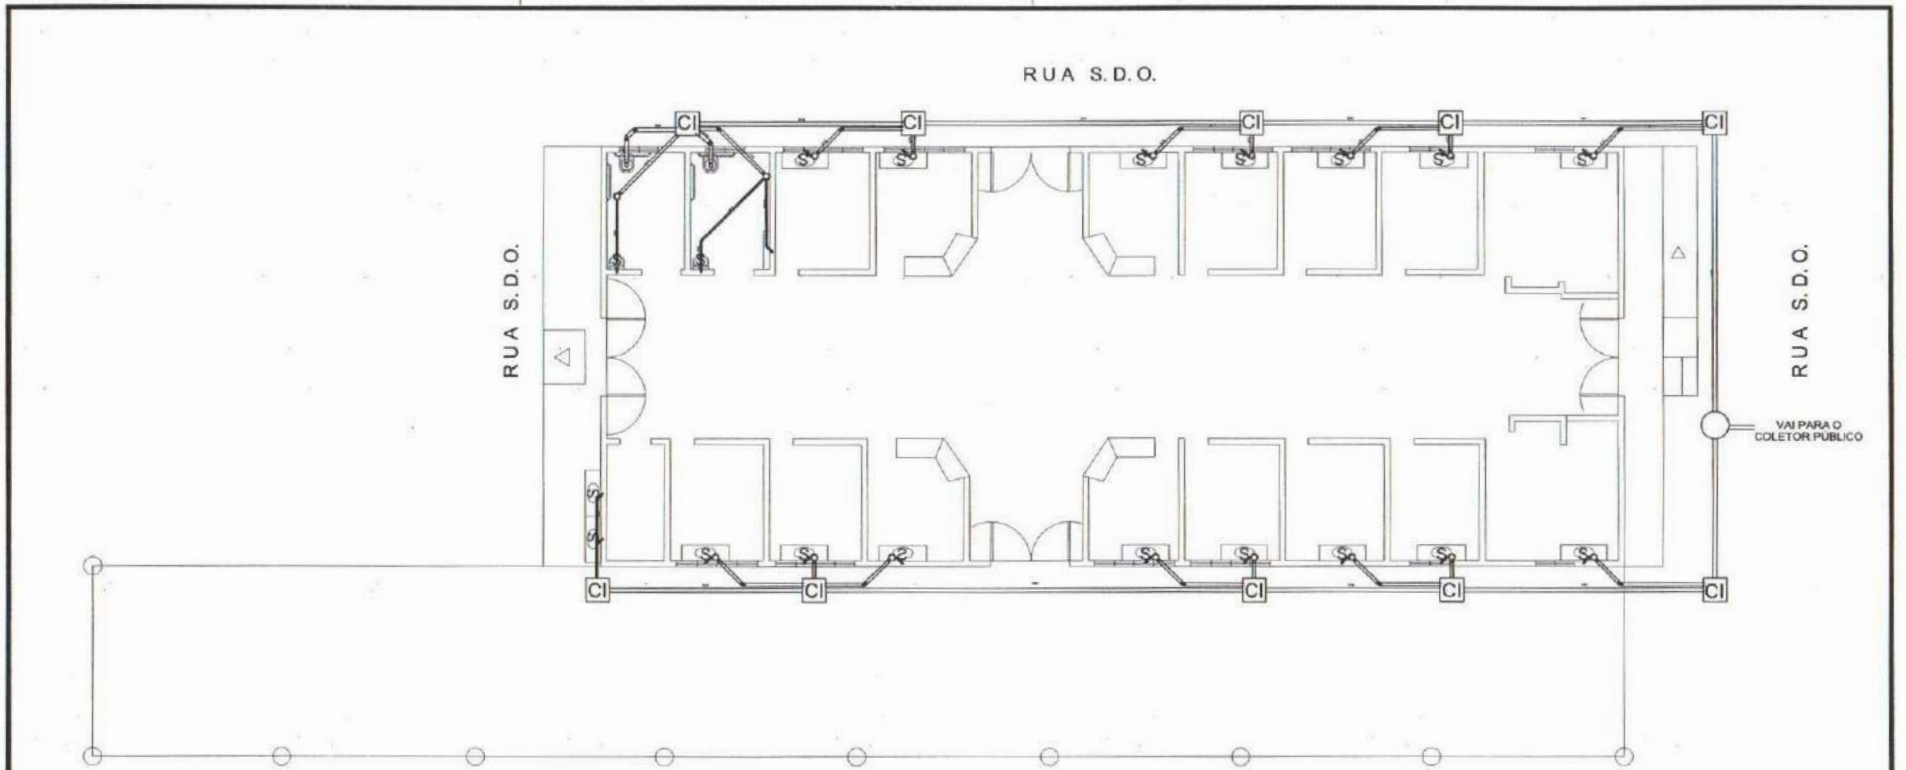 RUA S.D.O.
CI CI CI CI CI
S S S S S S S
S S
RUA S.D.O.
RUA S.D.O.
VAI PARA O
COLETOR PÚBLICO
S
S
S S S S S S S S
CI CI CI CI CI